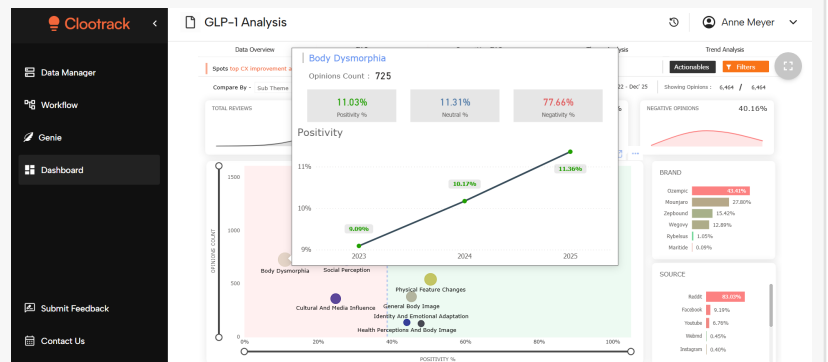 Clootrack
GLP-1 Analysis
Anne Meyer
Data Manager
Workflow
Genie
Dashboard
Submit Feedback
Contact Us
Data Overview
Trend Analysis
Spots top CX improvement a
Actionables
Filters
Compare By - Sub Theme
22 - Dec' 25
Showing Opinions : 6,464 / 6,464
TOTAL REVIEWS
NEGATIVE OPINIONS 40.16%
Body Dysmorphia
Opinions Count : 725
11.03%
Positivity %
11.31%
Neutral %
77.66%
Negativity %
Positivity
11%
10%
9%
9.09%
10.17%
11.36%
2023
2024
2025
OPINIONS COUNT
1500
1000
500
0
Body Dysmorphia
Social Perception
Physical Feature Changes
Cultural And Media Influence
General Body Image
Identity And Emotional Adaptation
Health Perceptions And Body Image
0%
20%
40%
60%
80%
100%
POSITIVITY %
BRAND
Ozempic 43.41%
Mounjaro 27.80%
Zepbound 15.42%
Wegovy 12.89%
Rybelsus 1.05%
Maritide 0.09%
SOURCE
Reddit 83.03%
Facebook 9.19%
Youtube 6.76%
Webmd 0.45%
Instagram 0.40%